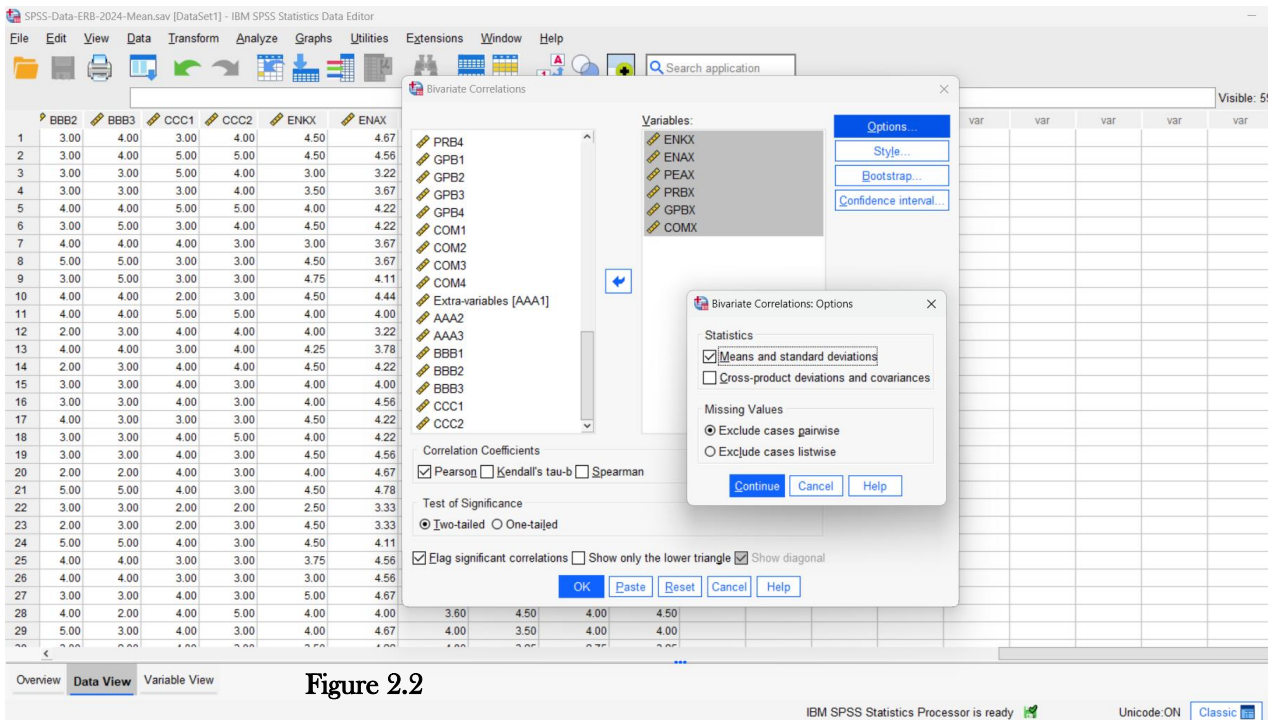 SPSS-Data-ERB-2024-Mean.sav [DataSet1] - IBM SPSS Statistics Data Editor
File Edit View Data Transform Analyze Graphs Utilities Extensions Window Help
Search application
Visible: 5
BBB2 BBB3 CCC1 CCC2 ENKX ENAX var var var var var
1 3.00 4.00 3.00 4.00 4.50 4.67
2 3.00 4.00 5.00 5.00 4.50 4.56
3 3.00 3.00 5.00 4.00 3.00 3.22
4 3.00 3.00 3.00 4.00 3.50 3.67
5 4.00 4.00 5.00 5.00 4.00 4.22
6 3.00 5.00 3.00 4.00 4.50 4.22
7 4.00 4.00 4.00 3.00 3.00 3.67
8 5.00 5.00 3.00 3.00 4.50 3.67
9 3.00 5.00 3.00 3.00 4.75 4.11
10 4.00 4.00 2.00 3.00 4.50 4.44
11 4.00 4.00 5.00 5.00 4.00 4.00
12 2.00 3.00 4.00 4.00 4.00 3.22
13 4.00 4.00 3.00 4.00 4.25 3.78
14 2.00 3.00 4.00 4.00 4.50 4.22
15 3.00 3.00 3.00 4.00 4.00 4.00
16 3.00 3.00 3.00 4.00 4.00 4.56
17 4.00 3.00 3.00 3.00 4.50 4.22
18 3.00 3.00 4.00 5.00 4.00 4.22
19 3.00 3.00 4.00 3.00 4.50 4.56
20 2.00 2.00 4.00 3.00 4.00 4.67
21 5.00 5.00 4.00 3.00 4.50 4.78
22 3.00 3.00 2.00 2.00 2.50 3.33
23 2.00 3.00 2.00 3.00 4.50 3.33
24 5.00 5.00 4.00 3.00 4.50 4.11
25 4.00 4.00 3.00 3.00 3.75 4.56
26 4.00 4.00 3.00 3.00 3.00 4.56
27 3.00 3.00 4.00 3.00 5.00 4.67
28 4.00 2.00 4.00 5.00 4.00 4.00 3.60 4.50 4.00 4.50
29 5.00 3.00 4.00 3.00 4.00 4.67 4.00 3.50 4.00 4.00
Bivariate Correlations
PRB4
GPB1
GPB2
GPB3
GPB4
COM1
COM2
COM3
COM4
Extra-variables [AAA1]
AAA2
AAA3
BBB1
BBB2
BBB3
CCC1
CCC2
Variables:
ENKX
ENAX
PEAX
PRBX
GPBX
COMX
Options...
Style...
Bootstrap...
Confidence interval...
Correlation Coefficients
Pearson Kendall's tau-b Spearman
Test of Significance
Two-tailed One-tailed
Flag significant correlations Show only the lower triangle Show diagonal
OK Paste Reset Cancel Help
Bivariate Correlations: Options
Statistics
Means and standard deviations
Cross-product deviations and covariances
Missing Values
Exclude cases pairwise
Exclude cases listwise
Continue Cancel Help
Overview Data View Variable View
Figure 2.2
IBM SPSS Statistics Processor is ready Unicode:ON Classic